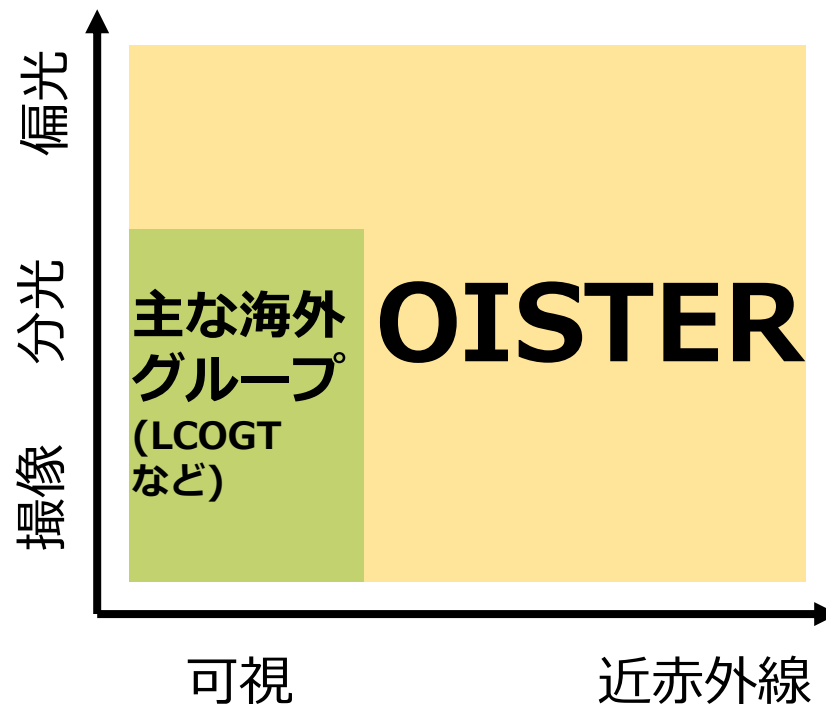 偏光
分光
撮像
主な海外
グループ
(LCOGT
など)
OISTER
可視
近赤外線